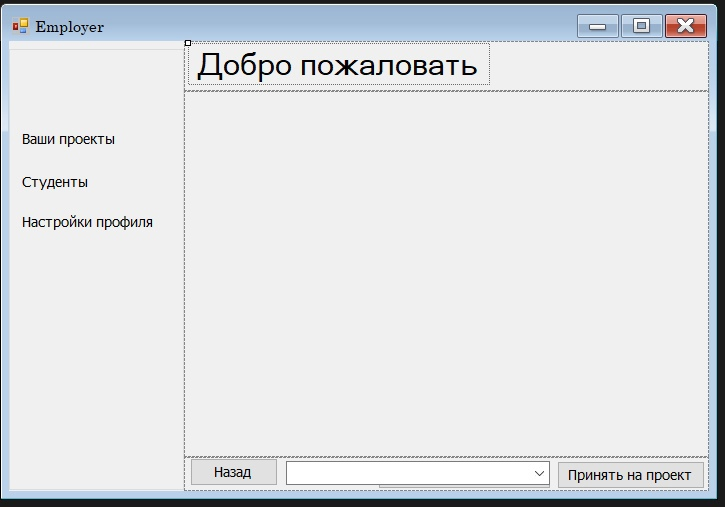 Employer
Добро пожаловать
Ваши проекты
Студенты
Настройки профиля
Назад
Принять на проект